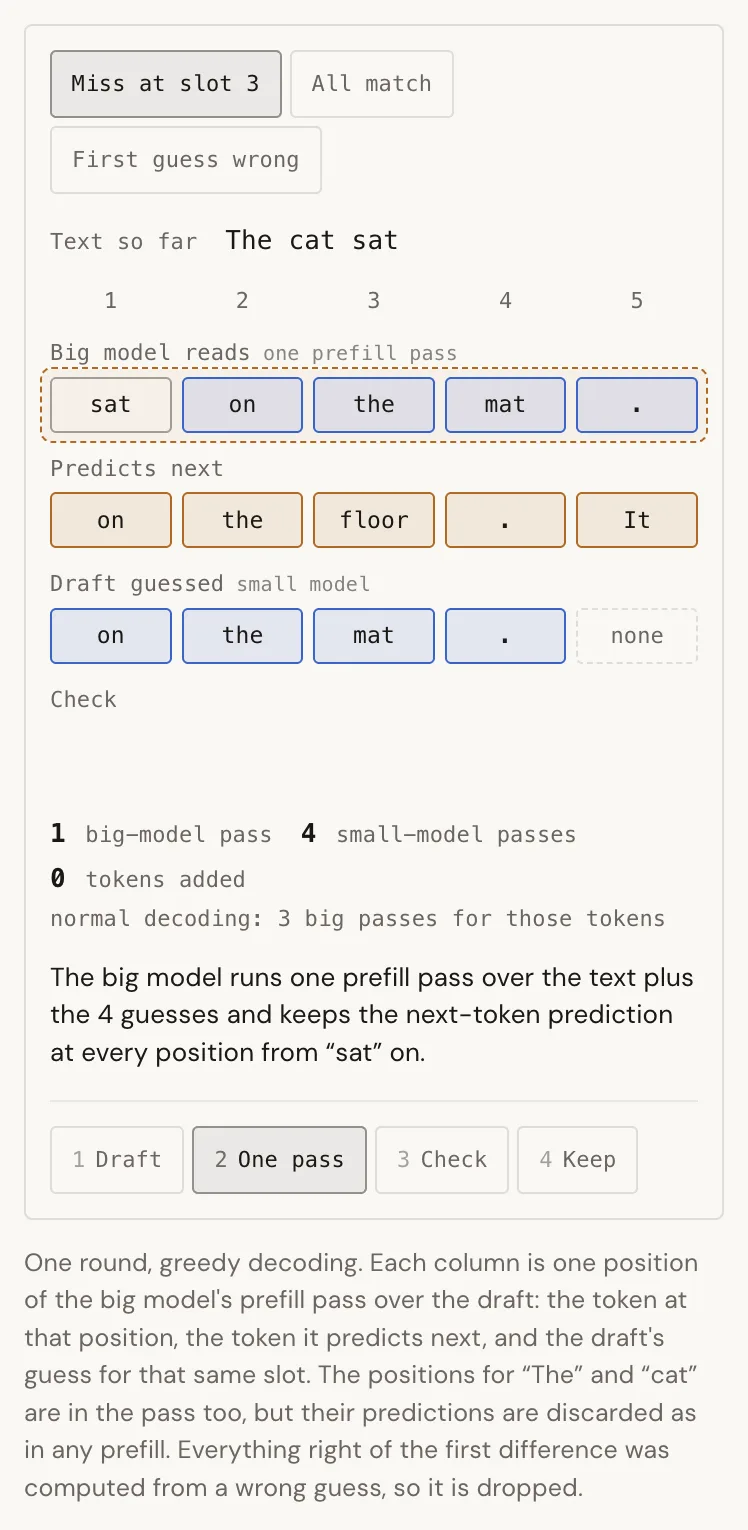 Miss at slot 3 All match
First guess wrong
Text so far The cat sat
1 2 3 4 5
Big model reads one prefill pass
sat on the mat .
Predicts next
on the floor . It
Draft guessed small model
on the mat . none
Check
1 big-model pass 4 small-model passes
0 tokens added
normal decoding: 3 big passes for those tokens
The big model runs one prefill pass over the text plus
the 4 guesses and keeps the next-token prediction
at every position from “sat” on.
1 Draft 2 One pass 3 Check 4 Keep
One round, greedy decoding. Each column is one position
of the big model's prefill pass over the draft: the token at
that position, the token it predicts next, and the draft's
guess for that same slot. The positions for “The” and “cat”
are in the pass too, but their predictions are discarded as
in any prefill. Everything right of the first difference was
computed from a wrong guess, so it is dropped.